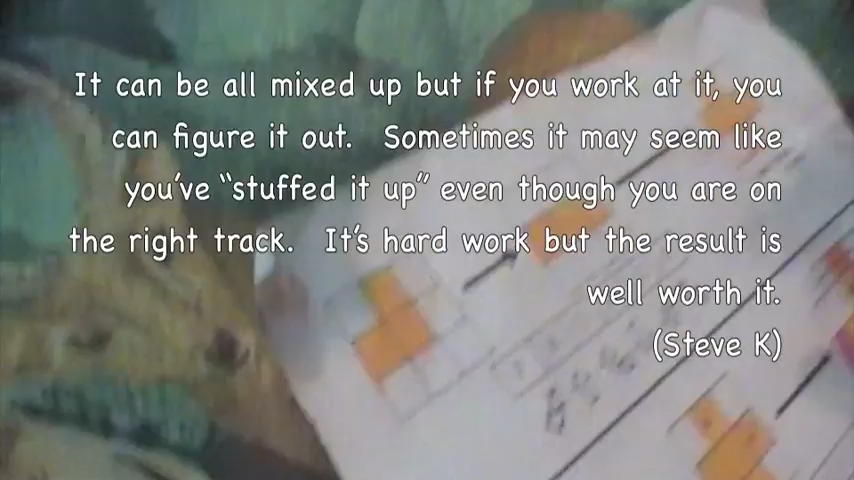 It can be all mixed up but if you work at it, you
can figure it out. Sometimes it may seem like
you've “stuffed it up” even though you are on
the right track. It's hard work but the result is
well worth it.
(Steve K)